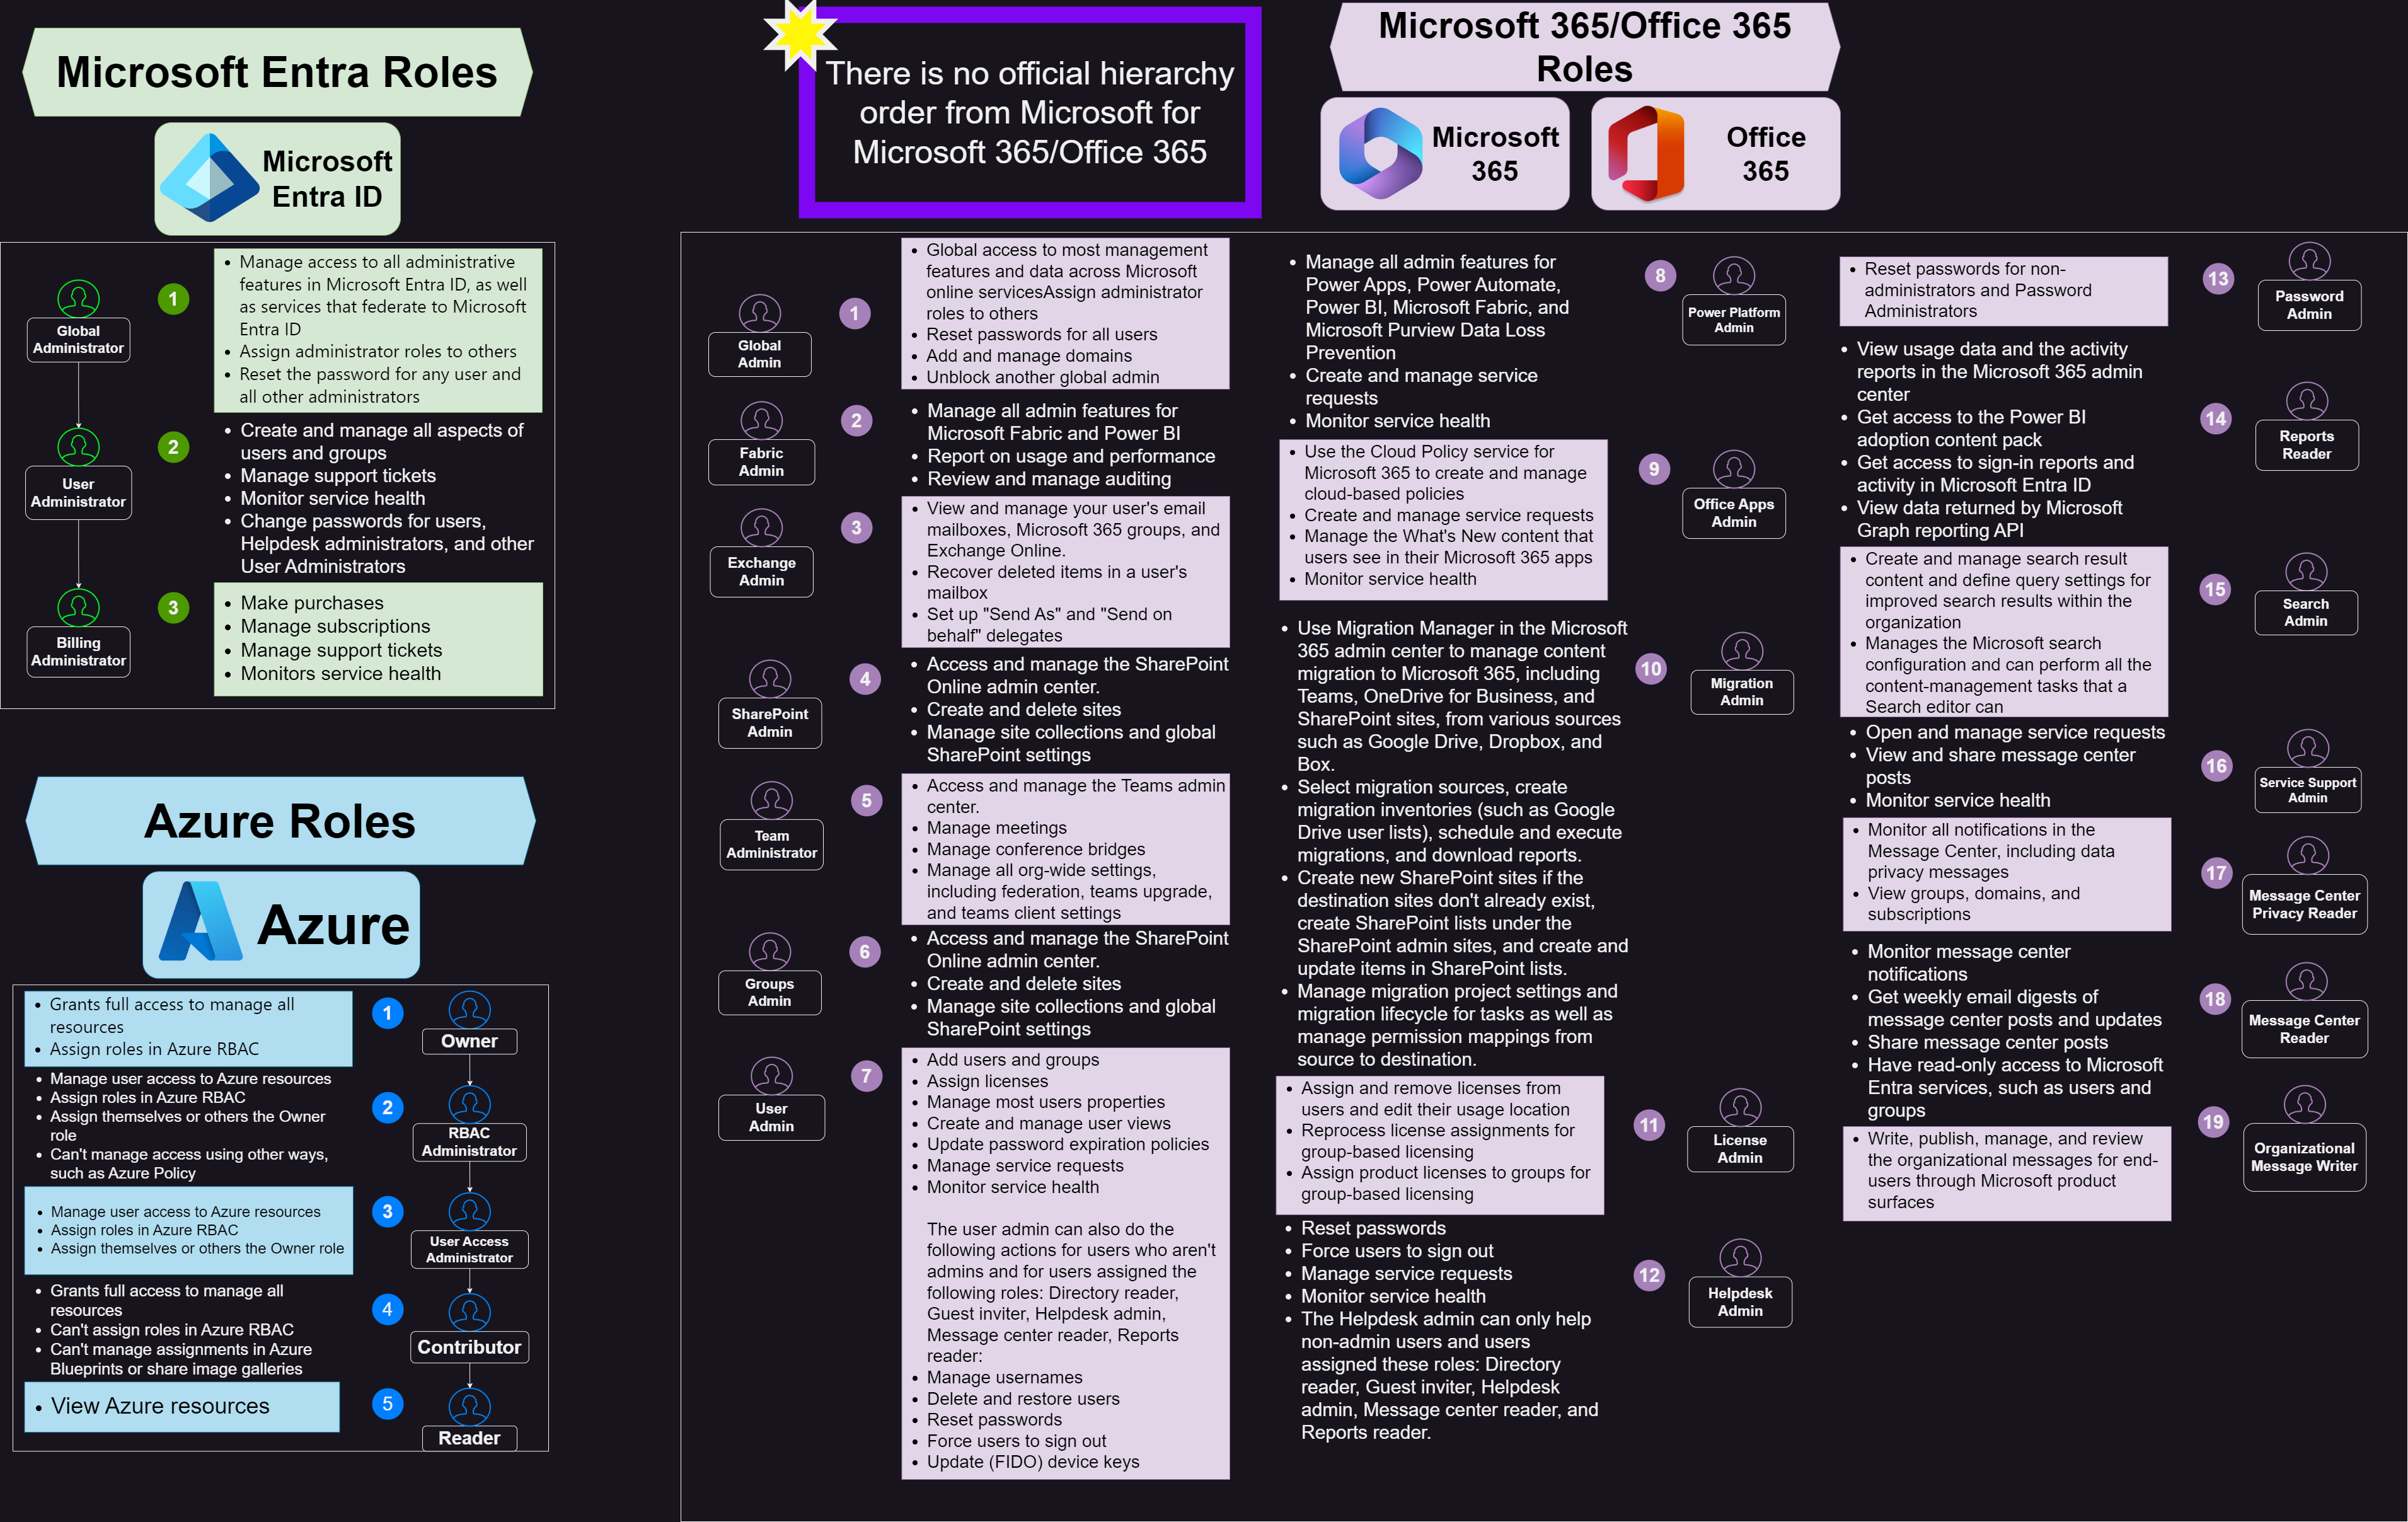 Microsoft Entra Roles
Microsoft
Entra ID
1
Global
Administrator
• Manage access to all administrative
features in Microsoft Entra ID, as well
as services that federate to Microsoft
Entra ID
• Assign administrator roles to others
• Reset the password for any user and
all other administrators
2
User
Administrator
• Create and manage all aspects of
users and groups
• Manage support tickets
• Monitor service health
• Change passwords for users,
Helpdesk administrators, and other
User Administrators
3
Billing
Administrator
• Make purchases
• Manage subscriptions
• Manage support tickets
• Monitors service health
Azure Roles
Azure
• Grants full access to manage all
resources
• Assign roles in Azure RBAC
1
Owner
• Manage user access to Azure resources
• Assign roles in Azure RBAC
• Assign themselves or others the Owner
role
• Can't manage access using other ways,
such as Azure Policy
2
RBAC
Administrator
• Manage user access to Azure resources
• Assign roles in Azure RBAC
• Assign themselves or others the Owner role
3
User Access
Administrator
• Grants full access to manage all
resources
• Can't assign roles in Azure RBAC
• Can't manage assignments in Azure
Blueprints or share image galleries
4
Contributor
• View Azure resources
5
Reader
There is no official hierarchy
order from Microsoft for
Microsoft 365/Office 365
Microsoft 365/Office 365
Roles
Microsoft
365
Office
365
Global
Admin
1
• Global access to most management
features and data across Microsoft
online servicesAssign administrator
roles to others
• Reset passwords for all users
• Add and manage domains
• Unblock another global admin
Fabric
Admin
2
• Manage all admin features for
Microsoft Fabric and Power BI
• Report on usage and performance
• Review and manage auditing
Exchange
Admin
3
• View and manage your user's email
mailboxes, Microsoft 365 groups, and
Exchange Online.
• Recover deleted items in a user's
mailbox
• Set up "Send As" and "Send on
behalf" delegates
SharePoint
Admin
4
• Access and manage the SharePoint
Online admin center.
• Create and delete sites
• Manage site collections and global
SharePoint settings
Team
Administrator
5
• Access and manage the Teams admin
center.
• Manage meetings
• Manage conference bridges
• Manage all org-wide settings,
including federation, teams upgrade,
and teams client settings
Groups
Admin
6
• Access and manage the SharePoint
Online admin center.
• Create and delete sites
• Manage site collections and global
SharePoint settings
User
Admin
7
• Add users and groups
• Assign licenses
• Manage most users properties
• Create and manage user views
• Update password expiration policies
• Manage service requests
• Monitor service health
The user admin can also do the
following actions for users who aren't
admins and for users assigned the
following roles: Directory reader,
Guest inviter, Helpdesk admin,
Message center reader, Reports
reader:
• Manage usernames
• Delete and restore users
• Reset passwords
• Force users to sign out
• Update (FIDO) device keys
• Manage all admin features for
Power Apps, Power Automate,
Power BI, Microsoft Fabric, and
Microsoft Purview Data Loss
Prevention
• Create and manage service
requests
• Monitor service health
8
Power Platform
Admin
• Use the Cloud Policy service for
Microsoft 365 to create and manage
cloud-based policies
• Create and manage service requests
• Manage the What's New content that
users see in their Microsoft 365 apps
• Monitor service health
9
Office Apps
Admin
• Use Migration Manager in the Microsoft
365 admin center to manage content
migration to Microsoft 365, including
Teams, OneDrive for Business, and
SharePoint sites, from various sources
such as Google Drive, Dropbox, and
Box.
• Select migration sources, create
migration inventories (such as Google
Drive user lists), schedule and execute
migrations, and download reports.
• Create new SharePoint sites if the
destination sites don't already exist,
create SharePoint lists under the
SharePoint admin sites, and create and
update items in SharePoint lists.
• Manage migration project settings and
migration lifecycle for tasks as well as
manage permission mappings from
source to destination.
10
Migration
Admin
• Assign and remove licenses from
users and edit their usage location
• Reprocess license assignments for
group-based licensing
• Assign product licenses to groups for
group-based licensing
11
License
Admin
• Reset passwords
• Force users to sign out
• Manage service requests
• Monitor service health
• The Helpdesk admin can only help
non-admin users and users
assigned these roles: Directory
reader, Guest inviter, Helpdesk
admin, Message center reader, and
Reports reader.
12
Helpdesk
Admin
• Reset passwords for non-
administrators and Password
Administrators
13
Password
Admin
• View usage data and the activity
reports in the Microsoft 365 admin
center
• Get access to the Power BI
adoption content pack
• Get access to sign-in reports and
activity in Microsoft Entra ID
• View data returned by Microsoft
Graph reporting API
14
Reports
Reader
• Create and manage search result
content and define query settings for
improved search results within the
organization
• Manages the Microsoft search
configuration and can perform all the
content-management tasks that a
Search editor can
15
Search
Admin
• Open and manage service requests
• View and share message center
posts
• Monitor service health
16
Service Support
Admin
• Monitor all notifications in the
Message Center, including data
privacy messages
• View groups, domains, and
subscriptions
17
Message Center
Privacy Reader
• Monitor message center
notifications
• Get weekly email digests of
message center posts and updates
• Share message center posts
• Have read-only access to Microsoft
Entra services, such as users and
groups
18
Message Center
Reader
• Write, publish, manage, and review
the organizational messages for end-
users through Microsoft product
surfaces
19
Organizational
Message Writer